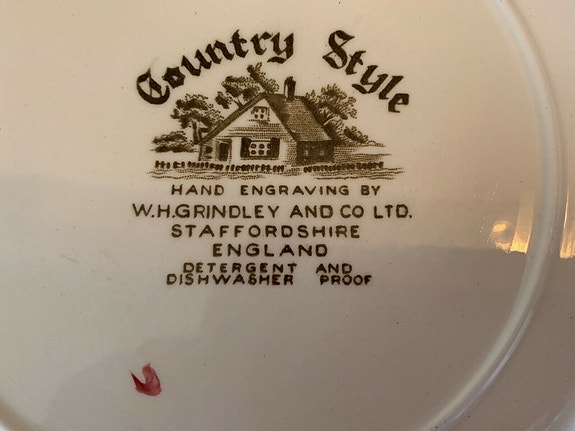 Country Style
HAND ENGRAVING BY
W.H.GRINDLEY AND CO LTD.
STAFFORDSHIRE
ENGLAND
DETERGENT AND
DISHWASHER PROOF